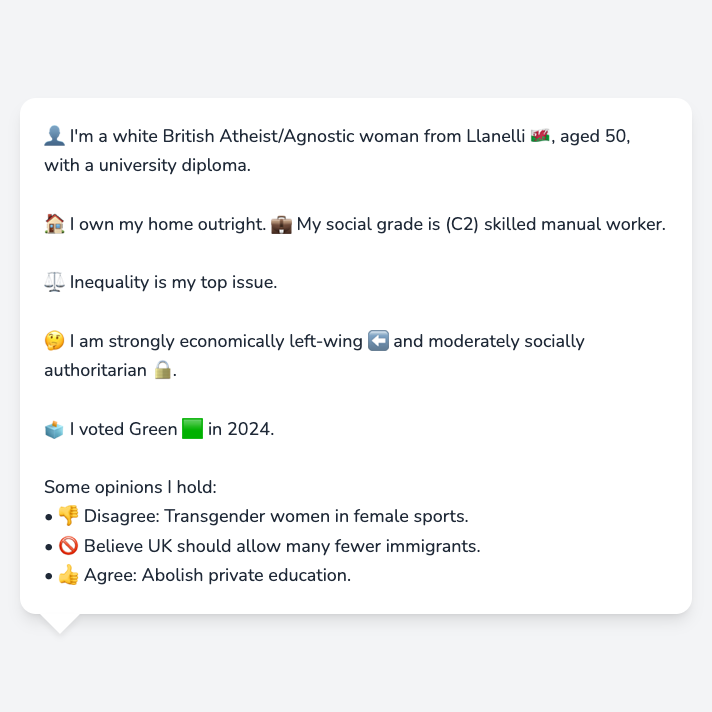 👤 I'm a white British Atheist/Agnostic woman from Llanelli 🏴󠁧󠁢󠁷󠁬󠁳󠁿, aged 50,
with a university diploma.
🏠 I own my home outright. 💼 My social grade is (C2) skilled manual worker.
⚖️ Inequality is my top issue.
🤔 I am strongly economically left-wing ⬅️ and moderately socially
authoritarian 🔒.
🗳️ I voted Green 🟩 in 2024.
Some opinions I hold:
• 👎 Disagree: Transgender women in female sports.
• 🚫 Believe UK should allow many fewer immigrants.
• 👍 Agree: Abolish private education.